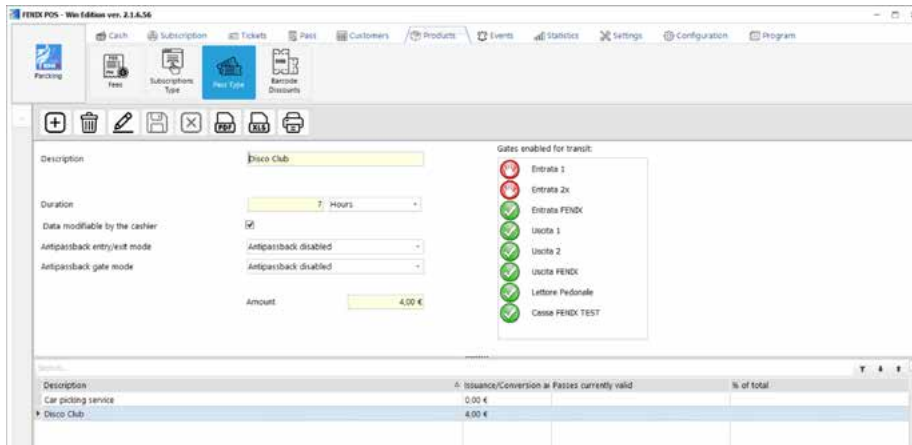 FENIX POS - Win Edition ver. 2.1.6.56
Cash Subscription Tickets Pass Customers Products Events Statistics Settings Configuration Program
Parcking
Fees
Subscriptions Type
Pass Type
Barcode Discounts
PDF XLS
Description
Disco Club
Duration
7 Hours
Data modifiable by the cashier
Antipassback entry/exit mode
Antipassback disabled
Antipassback gate mode
Antipassback disabled
Amount
4,00 €
Gates enabled for transit:
Entrata 1
Entrata 2x
Entrata FENIX
Uscita 1
Uscita 2
Uscita FENIX
Lettore Pedonale
Cassa FENIX TEST
Search...
Description Issuance/Conversion a Passes currently valid % of total
Car picking service 0,00 €
Disco Club 4,00 €